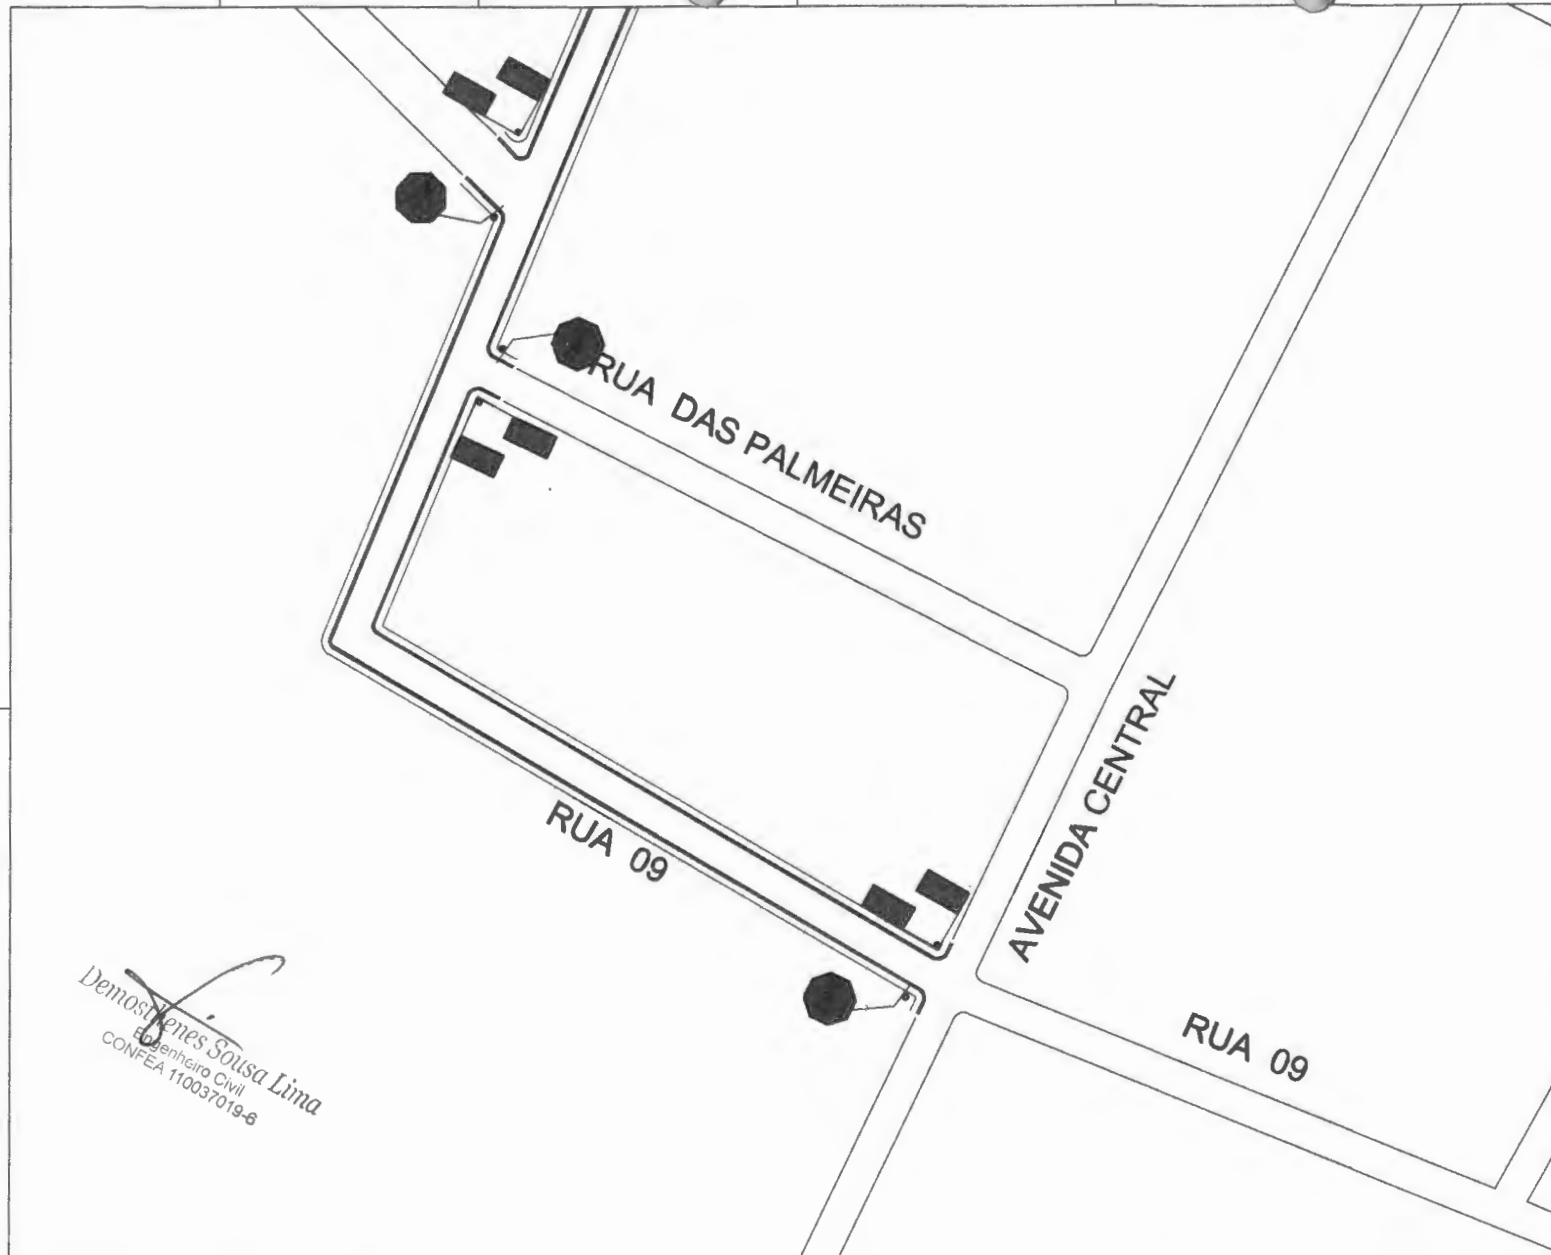 RUA DAS PALMEIRAS
AVENIDA CENTRAL
RUA 09
RUA 09
Demosthenes Sousa Lima
Engenheiro Civil
CONFEA 110037019-6